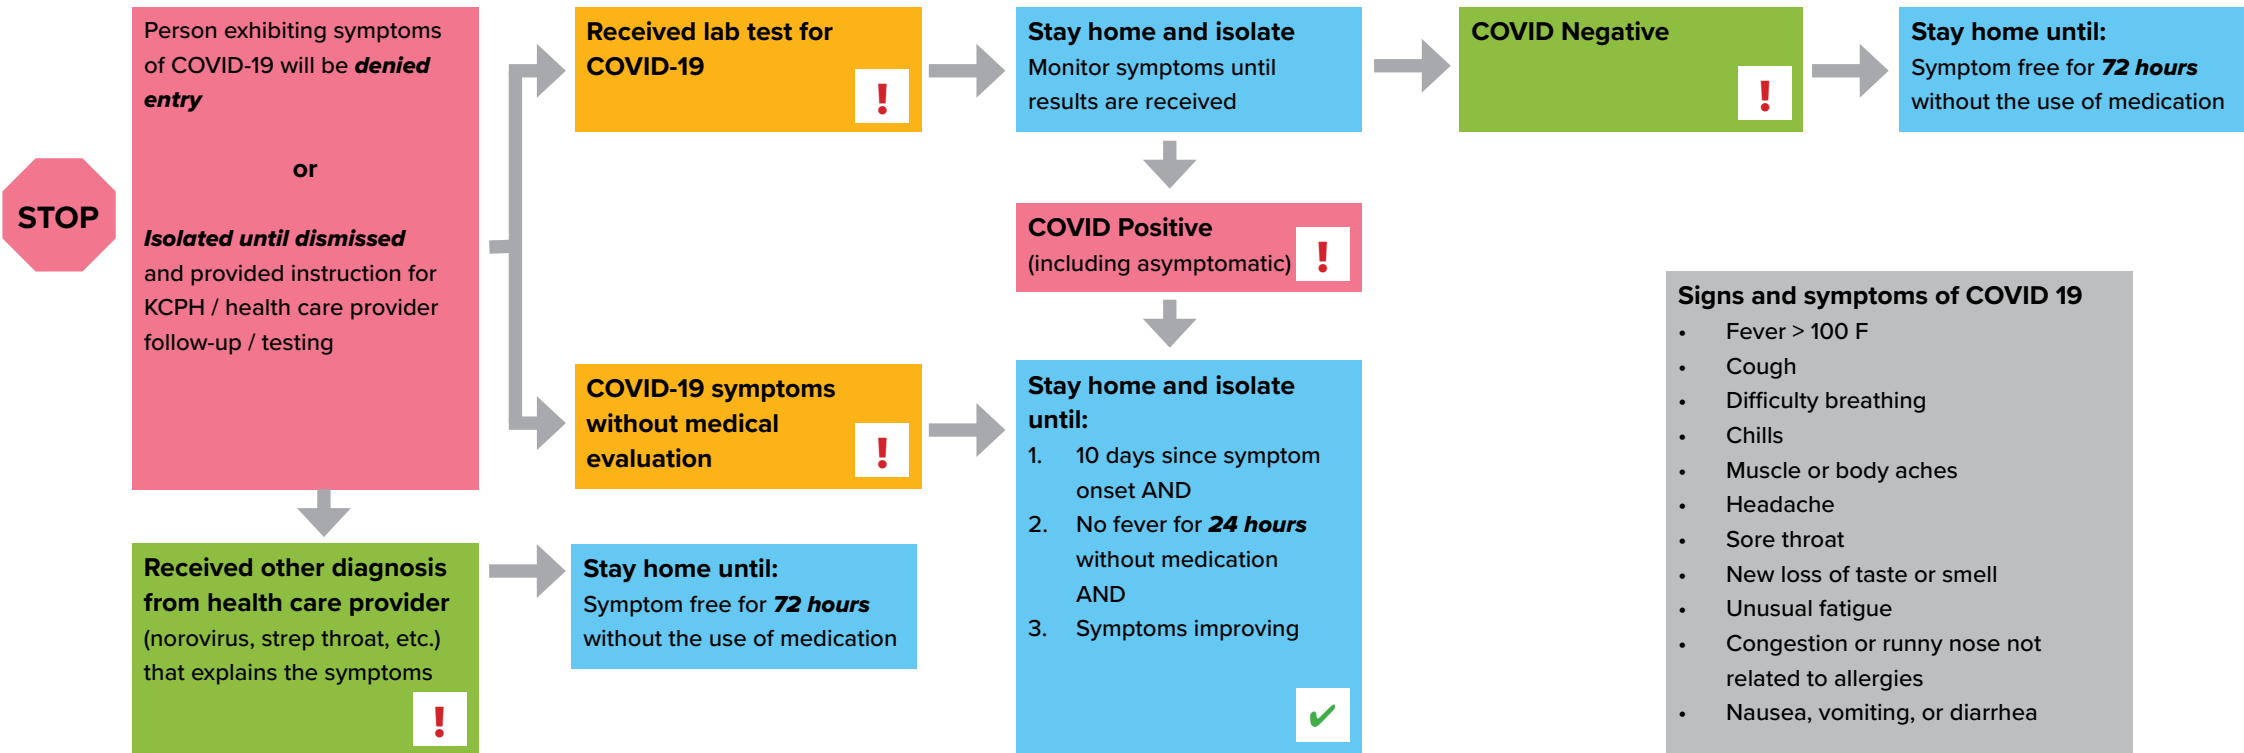 STOP
Person exhibiting symptoms
of COVID-19 will be denied
entry
or
Isolated until dismissed
and provided instruction for
KCPH / health care provider
follow-up / testing
Received lab test for
COVID-19
!
Stay home and isolate
Monitor symptoms until
results are received
COVID Negative
!
Stay home until:
Symptom free for 72 hours
without the use of medication
COVID Positive
(including asymptomatic)
!
COVID-19 symptoms
without medical
evaluation
!
Stay home and isolate
until:
1. 10 days since symptom
onset AND
2. No fever for 24 hours
without medication
AND
3. Symptoms improving
✔
Received other diagnosis
from health care provider
(norovirus, strep throat, etc.)
that explains the symptoms
!
Stay home until:
Symptom free for 72 hours
without the use of medication
Signs and symptoms of COVID 19
• Fever > 100 F
• Cough
• Difficulty breathing
• Chills
• Muscle or body aches
• Headache
• Sore throat
• New loss of taste or smell
• Unusual fatigue
• Congestion or runny nose not
related to allergies
• Nausea, vomiting, or diarrhea